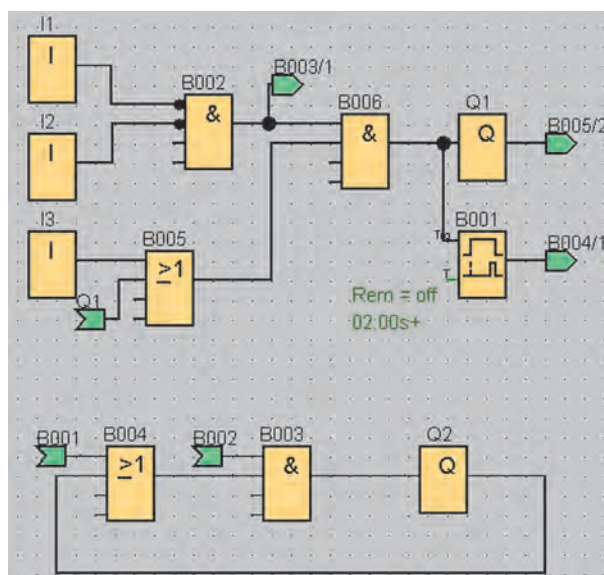 I1
I
B002
&
B003/1
B006
&
Q1
Q
B005/2
I2
I
I3
I
B005
>1
Q1
B001
Trg
T
B004/1
Rem = off
02:00s+
B001
B004
>1
B002
B003
&
Q2
Q